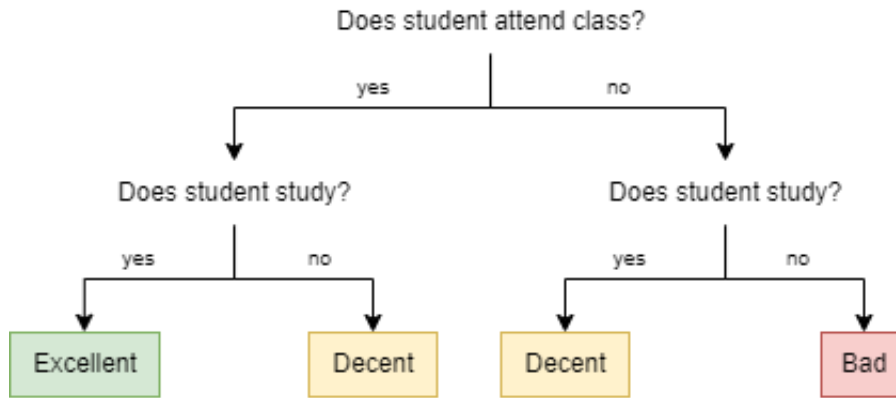 Does student attend class?
yes
no
Does student study?
Does student study?
yes
no
yes
no
Excellent
Decent
Decent
Bad